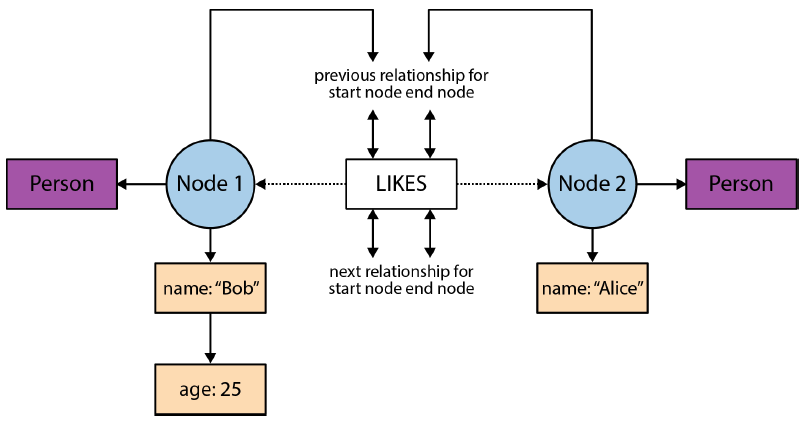 previous relationship for
start node end node
Person
Node 1
LIKES
Node 2
Person
next relationship for
start node end node
name: “Bob”
name: “Alice”
age: 25